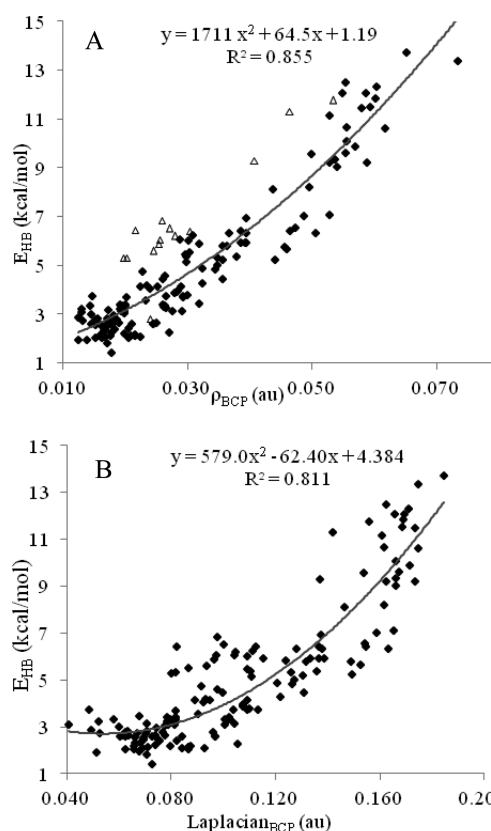 A
y = 1711 x² + 64.5x + 1.19
R² = 0.855
15
13
11
9
7
5
3
1
E_HB (kcal/mol)
0.010 0.030 0.050 0.070
ρ_BCP (au)
B
y = 579.0x² - 62.40x + 4.384
R² = 0.811
15
13
11
9
7
5
3
1
E_HB (kcal/mol)
0.040 0.080 0.120 0.160 0.20
Laplacian_BCP (au)